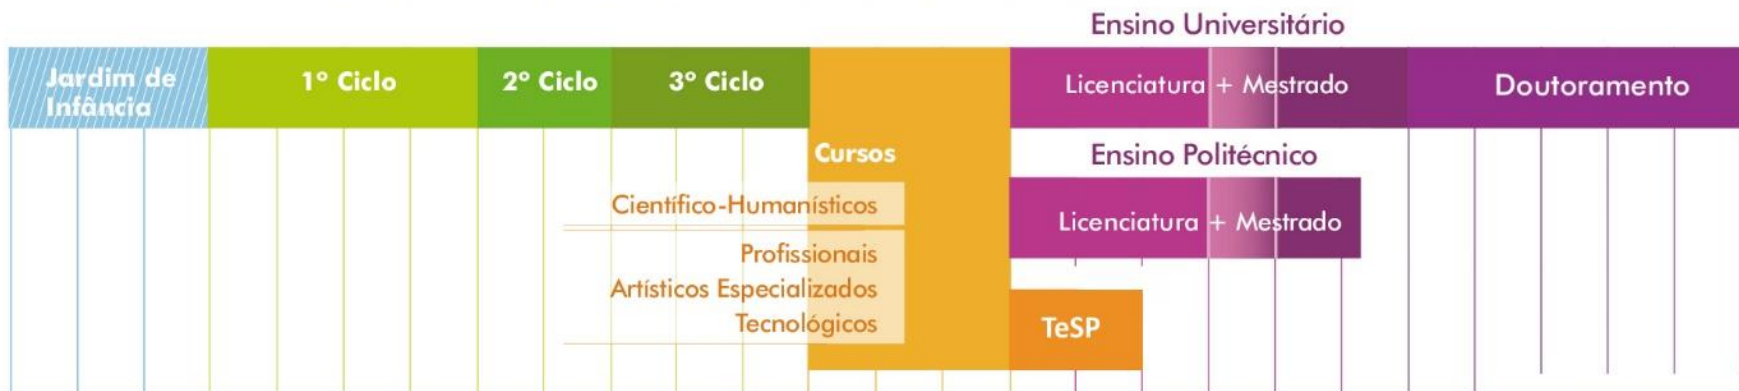 Ensino Universitário
Jardim de
Infância
1º Ciclo
2º Ciclo
3º Ciclo
Licenciatura + Mestrado
Doutoramento
Cursos
Ensino Politécnico
Científico-Humanísticos
Licenciatura + Mestrado
Profissionais
Artísticos Especializados
Tecnológicos
TeSP